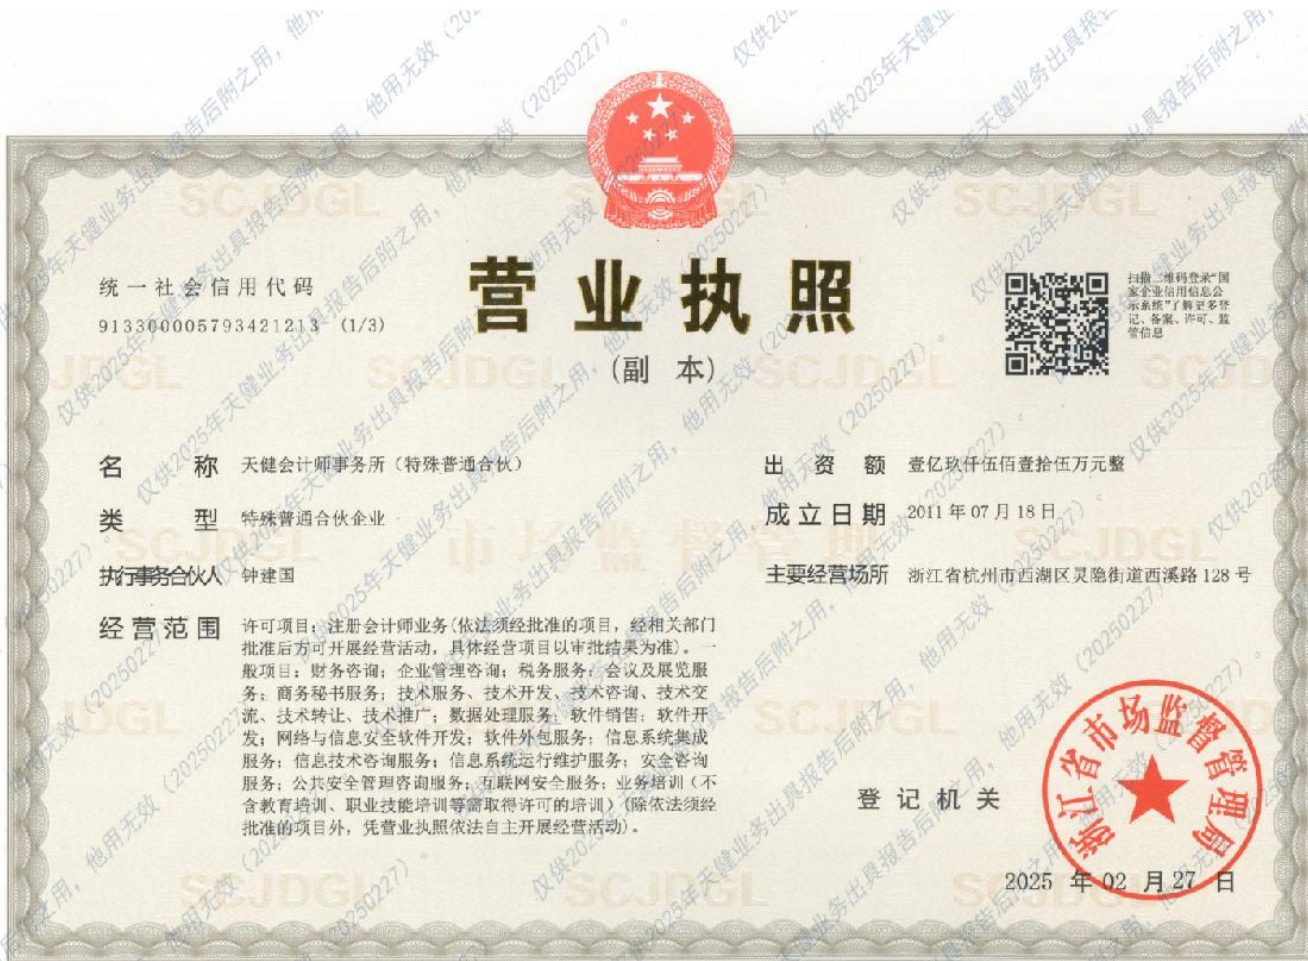 营业执照
(副 本)
统一社会信用代码
913300005793421213 (1/3)
扫描二维码登录“国
家企业信用信息公
示系统”了解更多登
记、备案、许可、监
管信息
名 称 天健会计师事务所(特殊普通合伙)
类 型 特殊普通合伙企业
执行事务合伙人 钟建国
经营范围 许可项目:注册会计师业务(依法须经批准的项目,经相关部门
批准后方可开展经营活动,具体经营项目以审批结果为准)。一
般项目:财务咨询;企业管理咨询;税务服务;会议及展览服
务;商务秘书服务;技术服务、技术开发、技术咨询、技术交
流、技术转让、技术推广;数据处理服务;软件销售;软件开
发;网络与信息安全软件开发;软件外包服务;信息系统集成
服务;信息技术咨询服务;信息系统运行维护服务;安全咨询
服务;公共安全管理咨询服务;互联网安全服务;业务培训(不
含教育培训、职业技能培训等需取得许可的培训)(除依法须经
批准的项目外,凭营业执照依法自主开展经营活动)。
出 资 额 壹亿玖仟伍佰壹拾伍万元整
成立日期 2011年07月18日
主要经营场所 浙江省杭州市西湖区灵隐街道西溪路128号
登记机关
浙江省市场监督管理局
2025 年 02 月 27 日
SCJDGL
市场监督管理
仅供2025年天健业务出具报告后附之用,他用无效(20250227)。